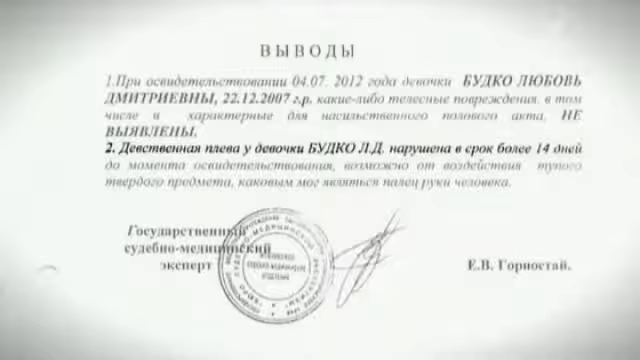 ВЫВОДЫ
1.При освидетельствовании 04.07. 2012 года девочки БУДКО ЛЮБОВЬ
ДМИТРИЕВНЫ, 22.12.2007 г.р. какие-либо телесные повреждения, в том
числе и характерные для насильственного полового акта, НЕ
ВЫЯВЛЕНЫ.
2. Девственная плева у девочки БУДКО Л.Д. нарушена в срок более 14 дней
до момента освидетельствования, возможно от воздействия тупого
твердого предмета, каковым мог являться палец руки человека.
Государственный
судебно-медицинский
эксперт
Е.В. Горностай.